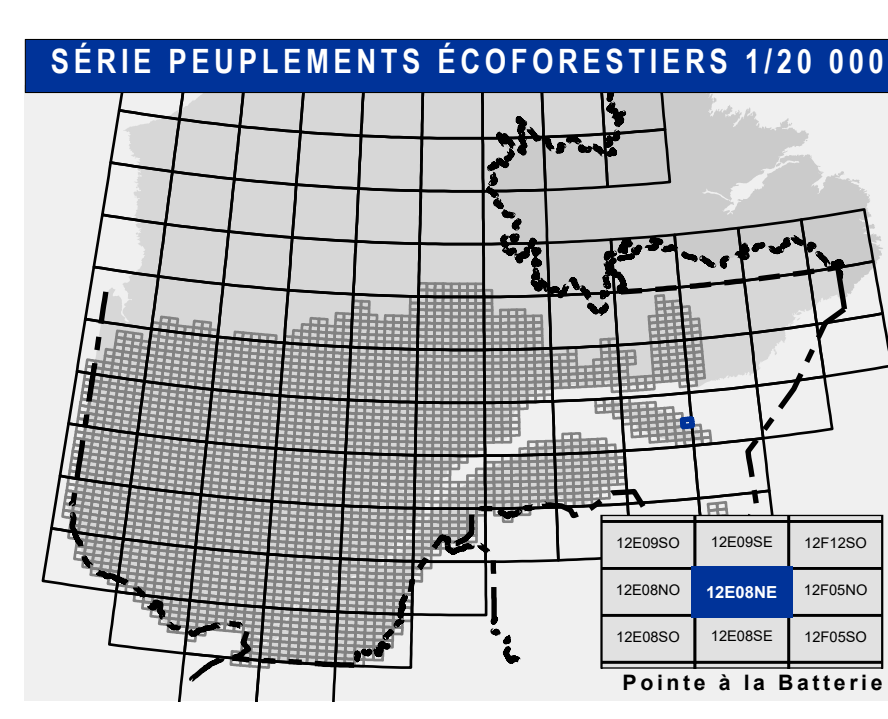 SÉRIE PEUPLEMENTS ÉCOFORESTIERS 1/20 000
12E09SO 12E09SE 12F12SO
12E08NO 12E08NE 12F05NO
12E08SO 12E08SE 12F05SO
Pointe à la Batterie